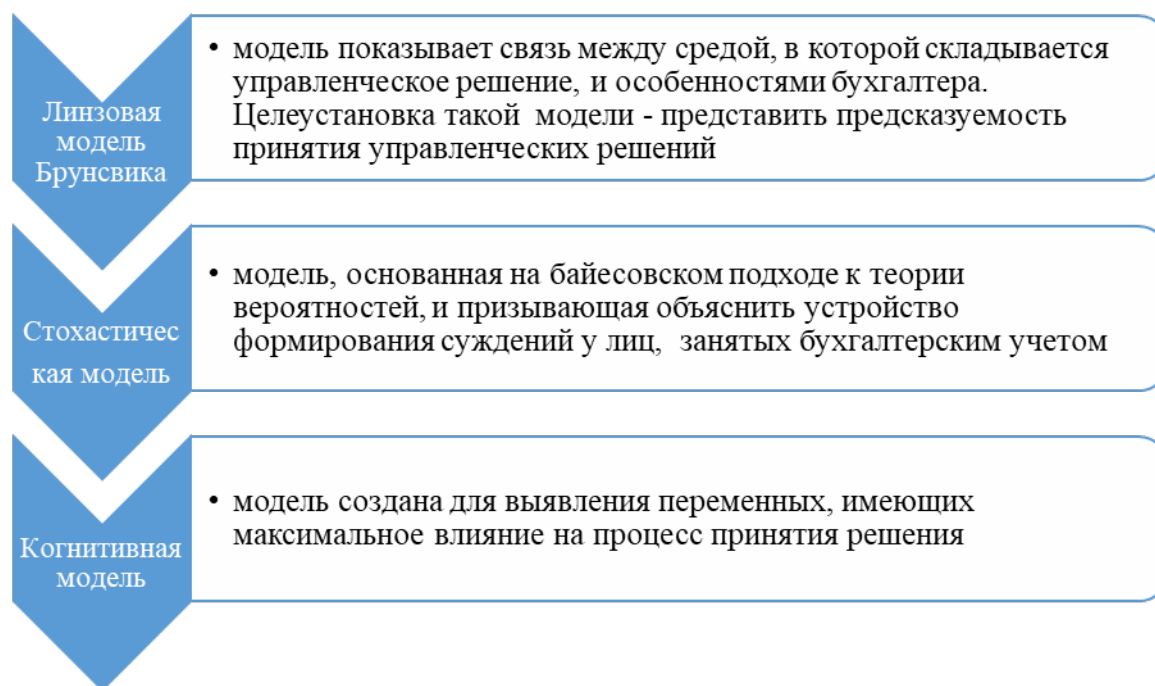 Линзовая
модель
Брунсвика
• модель показывает связь между средой, в которой складывается
управленческое решение, и особенностями бухгалтера.
Целеустановка такой модели - представить предсказуемость
принятия управленческих решений
Стохастичес
кая модель
• модель, основанная на байесовском подходе к теории
вероятностей, и призывающая объяснить устройство
формирования суждений у лиц, занятых бухгалтерским учетом
Когнитивная
модель
• модель создана для выявления переменных, имеющих
максимальное влияние на процесс принятия решения